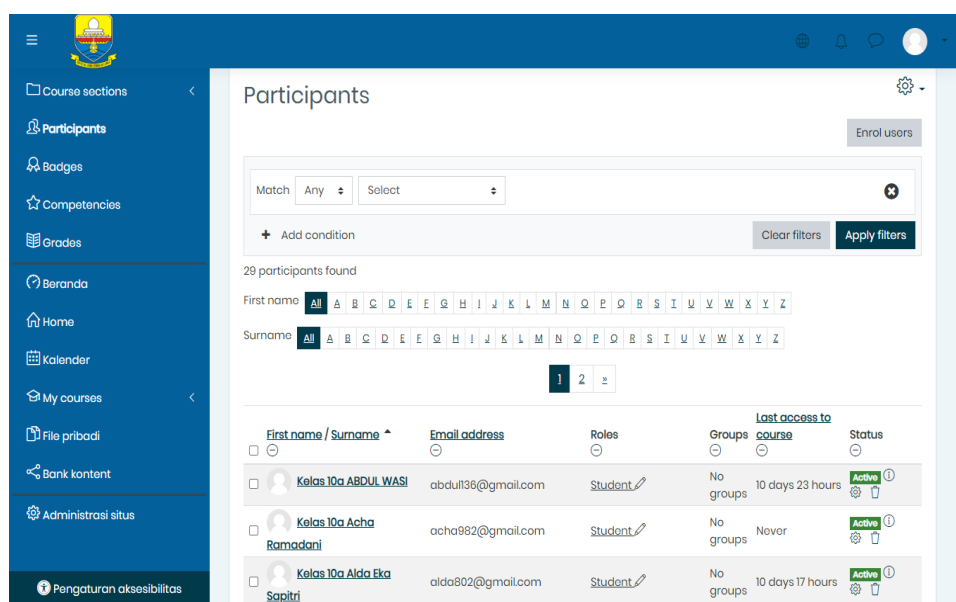 Course sections
Participants
Badges
Competencies
Grades
Beranda
Home
Kalender
My courses
File pribadi
Bank kontent
Administrasi situs
Pengaturan aksesibilitas
Participants
Enrol users
Match Any Select
+ Add condition
Clear filters Apply filters
29 participants found
First name All A B C D E F G H I J K L M N O P Q R S T U V W X Y Z
Surname All A B C D E F G H I J K L M N O P Q R S T U V W X Y Z
1 2 »
First name / Surname Email address Roles Groups Last access to course Status
Kelas 10a ABDUL WASI abdul136@gmail.com Student No groups 10 days 23 hours Active
Kelas 10a Acha Ramadani acha982@gmail.com Student No groups Never Active
Kelas 10a Alda Eka Sapitri alda802@gmail.com Student No groups 10 days 17 hours Active